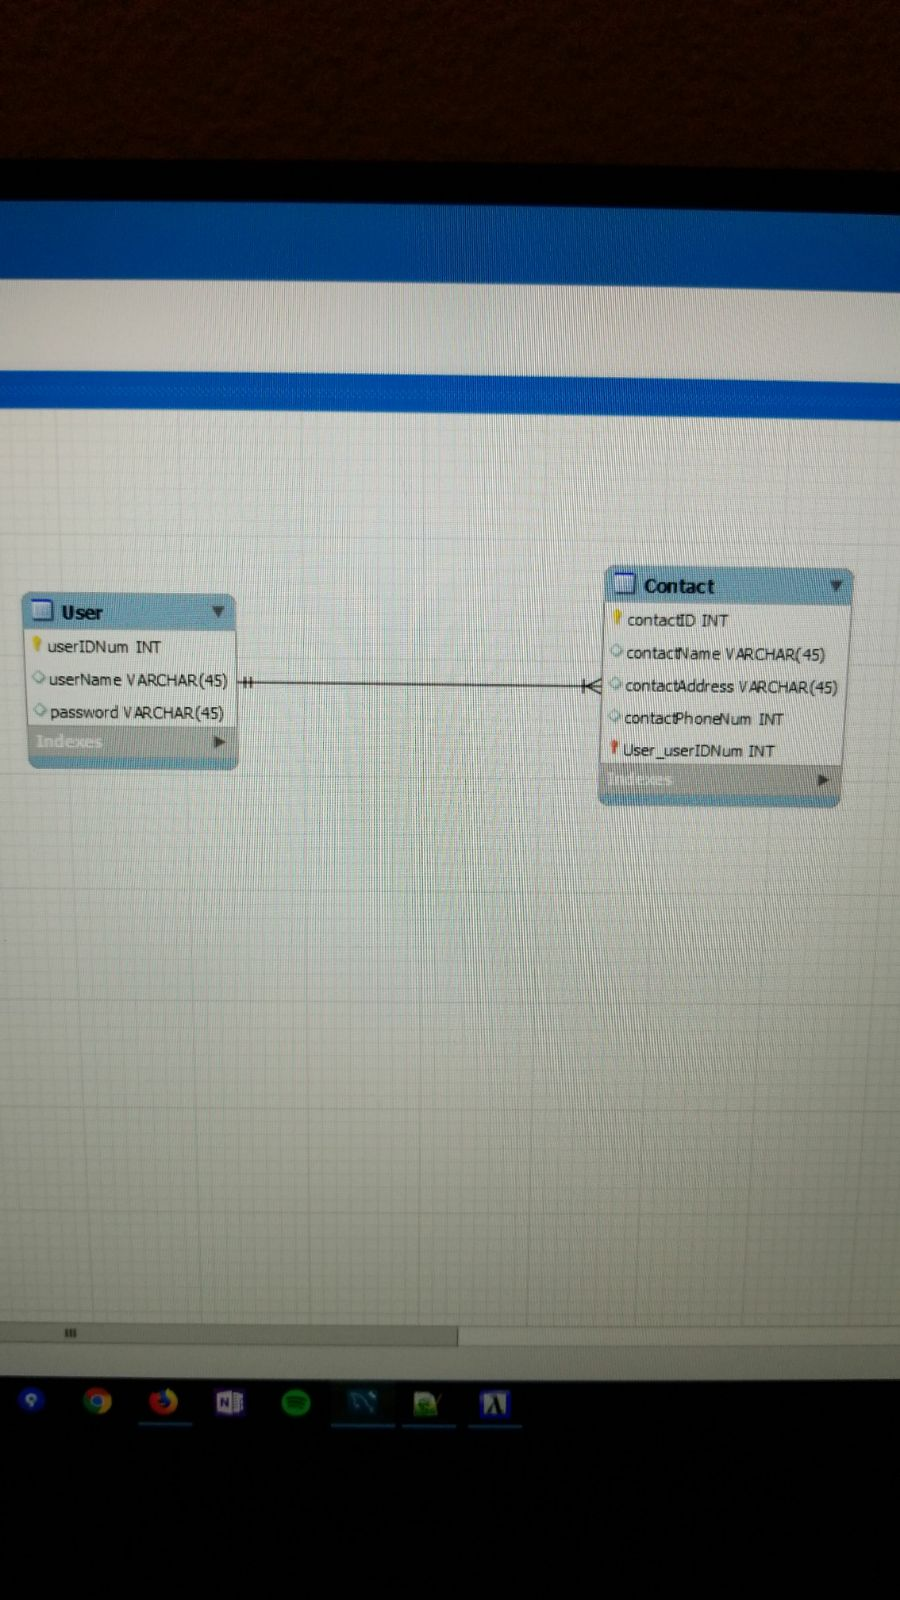 User
userIDNum INT
userName VARCHAR(45)
password VARCHAR(45)
Indexes
Contact
contactID INT
contactName VARCHAR(45)
contactAddress VARCHAR(45)
contactPhoneNum INT
User_userIDNum INT
Indexes